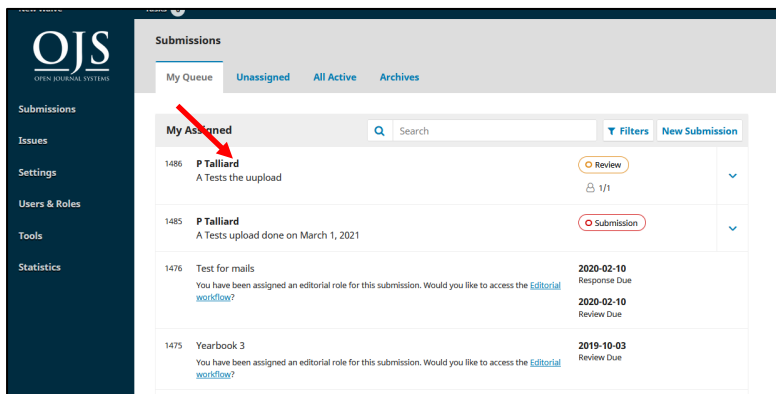 OJS
OPEN JOURNAL SYSTEMS
Submissions
Issues
Settings
Users & Roles
Tools
Statistics
Submissions
My Queue Unassigned All Active Archives
My Assigned Search Filters New Submission
1486 P Talliard Review
A Tests the uupload
1/1
1485 P Talliard Submission
A Tests upload done on March 1, 2021
1476 Test for mails 2020-02-10
Response Due
You have been assigned an editorial role for this submission. Would you like to access the Editorial
workflow?
2020-02-10
Review Due
1475 Yearbook 3 2019-10-03
Review Due
You have been assigned an editorial role for this submission. Would you like to access the Editorial
workflow?